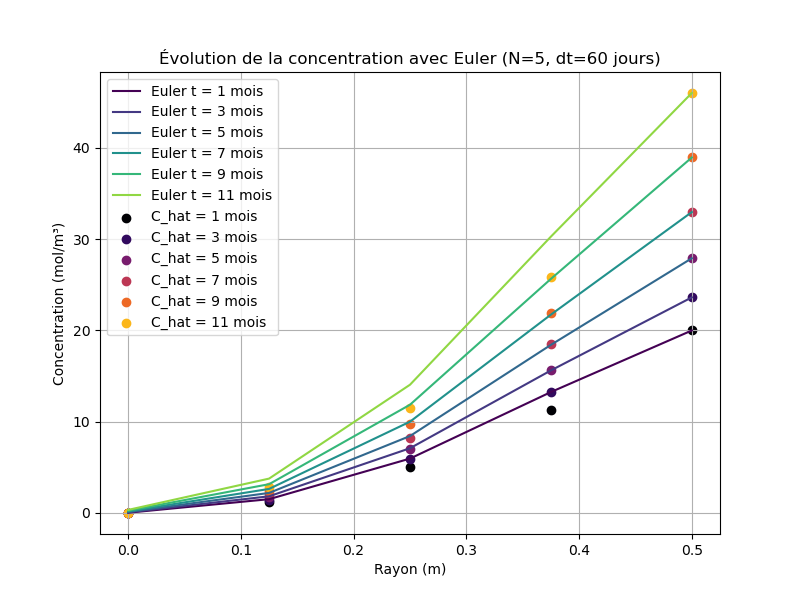 Évolution de la concentration avec Euler (N=5, dt=60 jours)
Euler t = 1 mois
Euler t = 3 mois
Euler t = 5 mois
Euler t = 7 mois
Euler t = 9 mois
Euler t = 11 mois
C_hat = 1 mois
C_hat = 3 mois
C_hat = 5 mois
C_hat = 7 mois
C_hat = 9 mois
C_hat = 11 mois
Concentration (mol/m³)
40
30
20
10
0
0.0 0.1 0.2 0.3 0.4 0.5
Rayon (m)